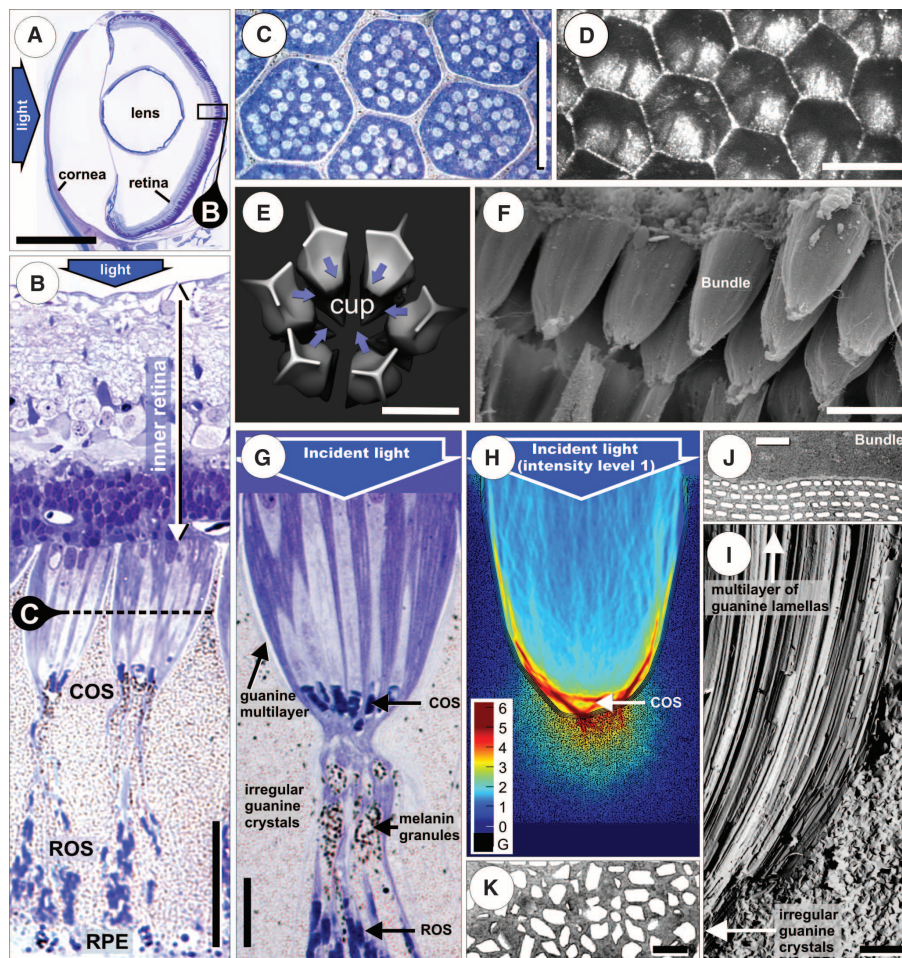 A
light
lens
cornea
retina
B
B
light
inner retina
C
COS
ROS
RPE
C
D
E
cup
F
Bundle
G
Incident light
guanine
multilayer
COS
irregular
guanine
crystals
melanin
granules
ROS
H
Incident light
(intensity level 1)
COS
6
5
4
3
2
1
0
G
K
J
Bundle
I
multilayer of
guanine lamellas
irregular
guanine
crystals